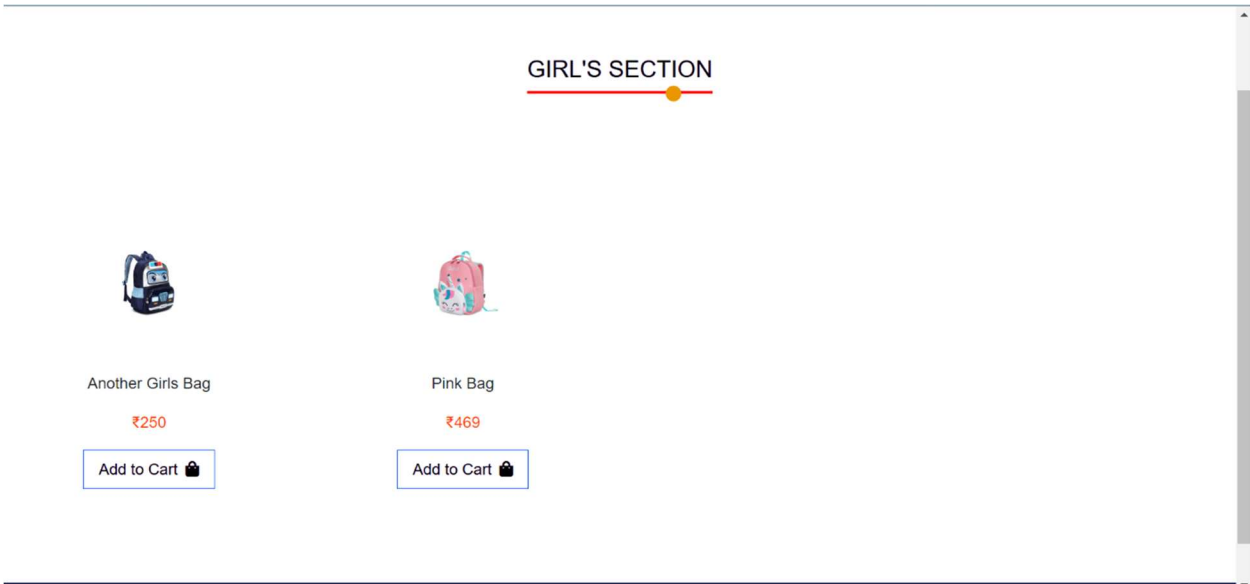 GIRL'S SECTION
Another Girls Bag
₹250
Add to Cart
Pink Bag
₹469
Add to Cart